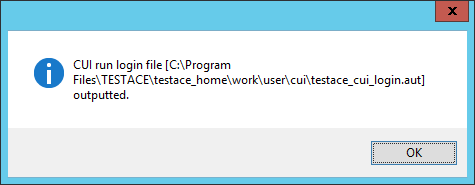 CUI run login file [C:\Program
Files\TESTACE\testace_home\work\user\cui\testace_cui_login.aut]
outputted.
OK